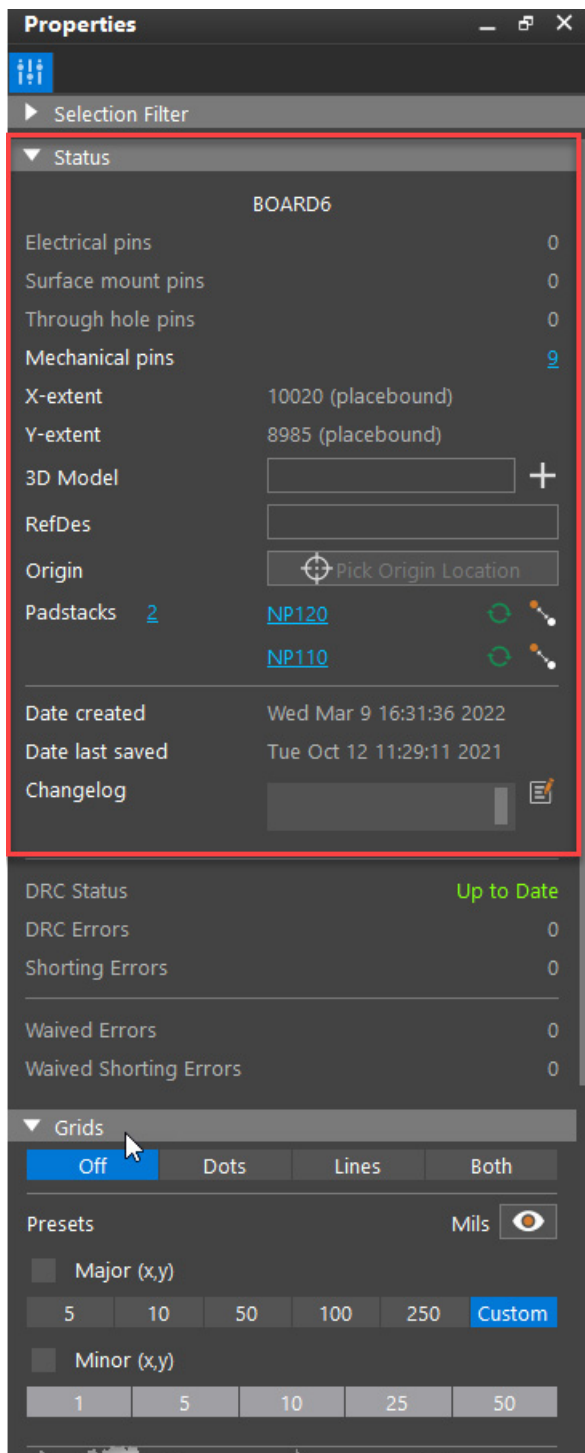 Properties
Selection Filter
Status
BOARD6
Electrical pins 0
Surface mount pins 0
Through hole pins 0
Mechanical pins 9
X-extent 10020 (placebound)
Y-extent 8985 (placebound)
3D Model
RefDes
Origin Pick Origin Location
Padstacks 2 NP120
NP110
Date created Wed Mar 9 16:31:36 2022
Date last saved Tue Oct 12 11:29:11 2021
Changelog
DRC Status Up to Date
DRC Errors 0
Shorting Errors 0
Waived Errors 0
Waived Shorting Errors 0
Grids
Off Dots Lines Both
Presets Mils
Major (x,y)
5 10 50 100 250 Custom
Minor (x,y)
1 5 10 25 50